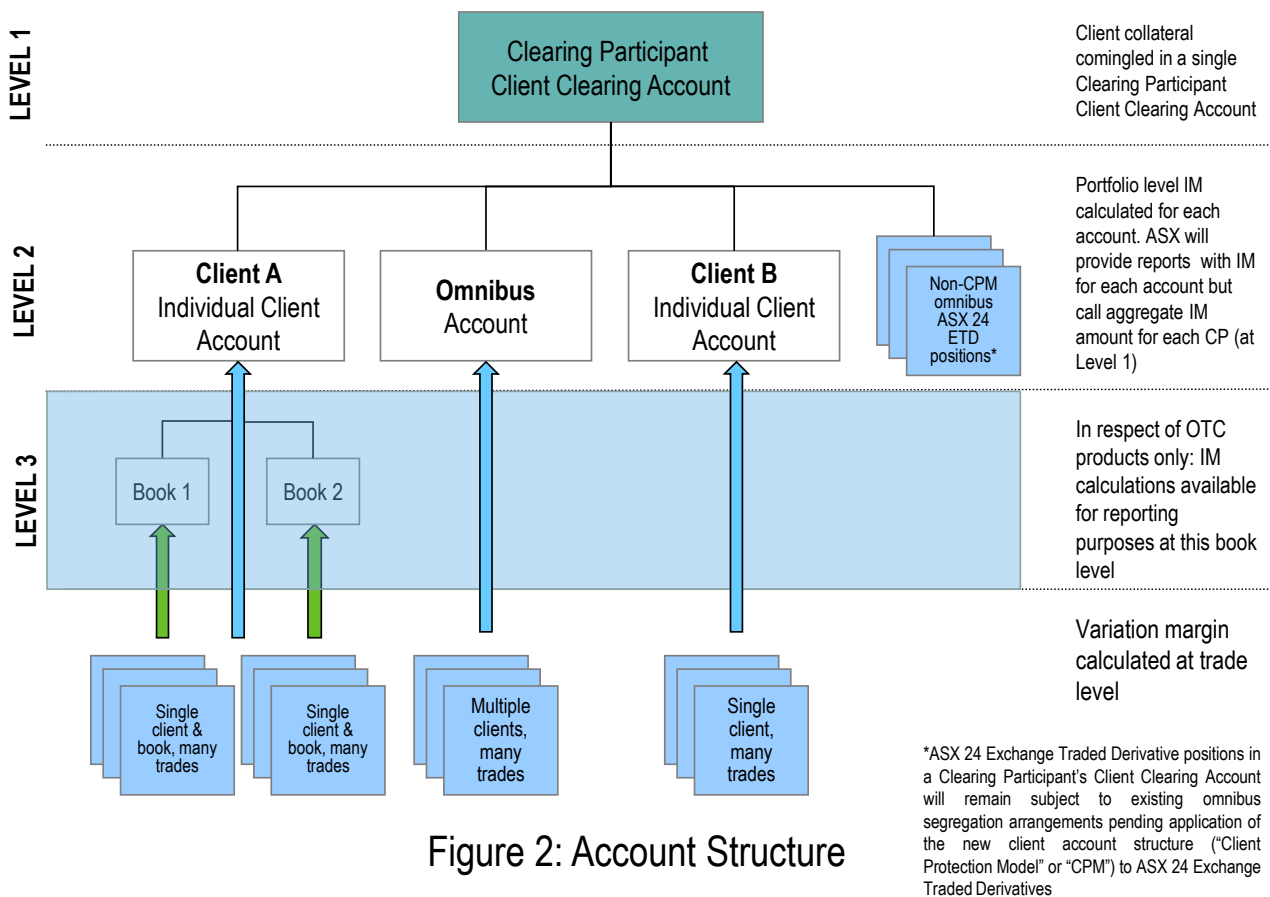 LEVEL 1
Clearing Participant
Client Clearing Account
Client collateral
comingled in a single
Clearing Participant
Client Clearing Account
LEVEL 2
Client A
Individual Client
Account
Omnibus
Account
Client B
Individual Client
Account
Non-CPM
omnibus
ASX 24
ETD
positions*
Portfolio level IM
calculated for each
account. ASX will
provide reports with IM
for each account but
call aggregate IM
amount for each CP (at
Level 1)
LEVEL 3
Book 1
Book 2
In respect of OTC
products only: IM
calculations available
for reporting
purposes at this book
level
Single
client &
book, many
trades
Single
client &
book, many
trades
Multiple
clients,
many
trades
Single
client,
many
trades
Variation margin
calculated at trade
level
*ASX 24 Exchange Traded Derivative positions in
a Clearing Participant's Client Clearing Account
will remain subject to existing omnibus
segregation arrangements pending application of
the new client account structure ("Client
Protection Model" or "CPM") to ASX 24 Exchange
Traded Derivatives
Figure 2: Account Structure